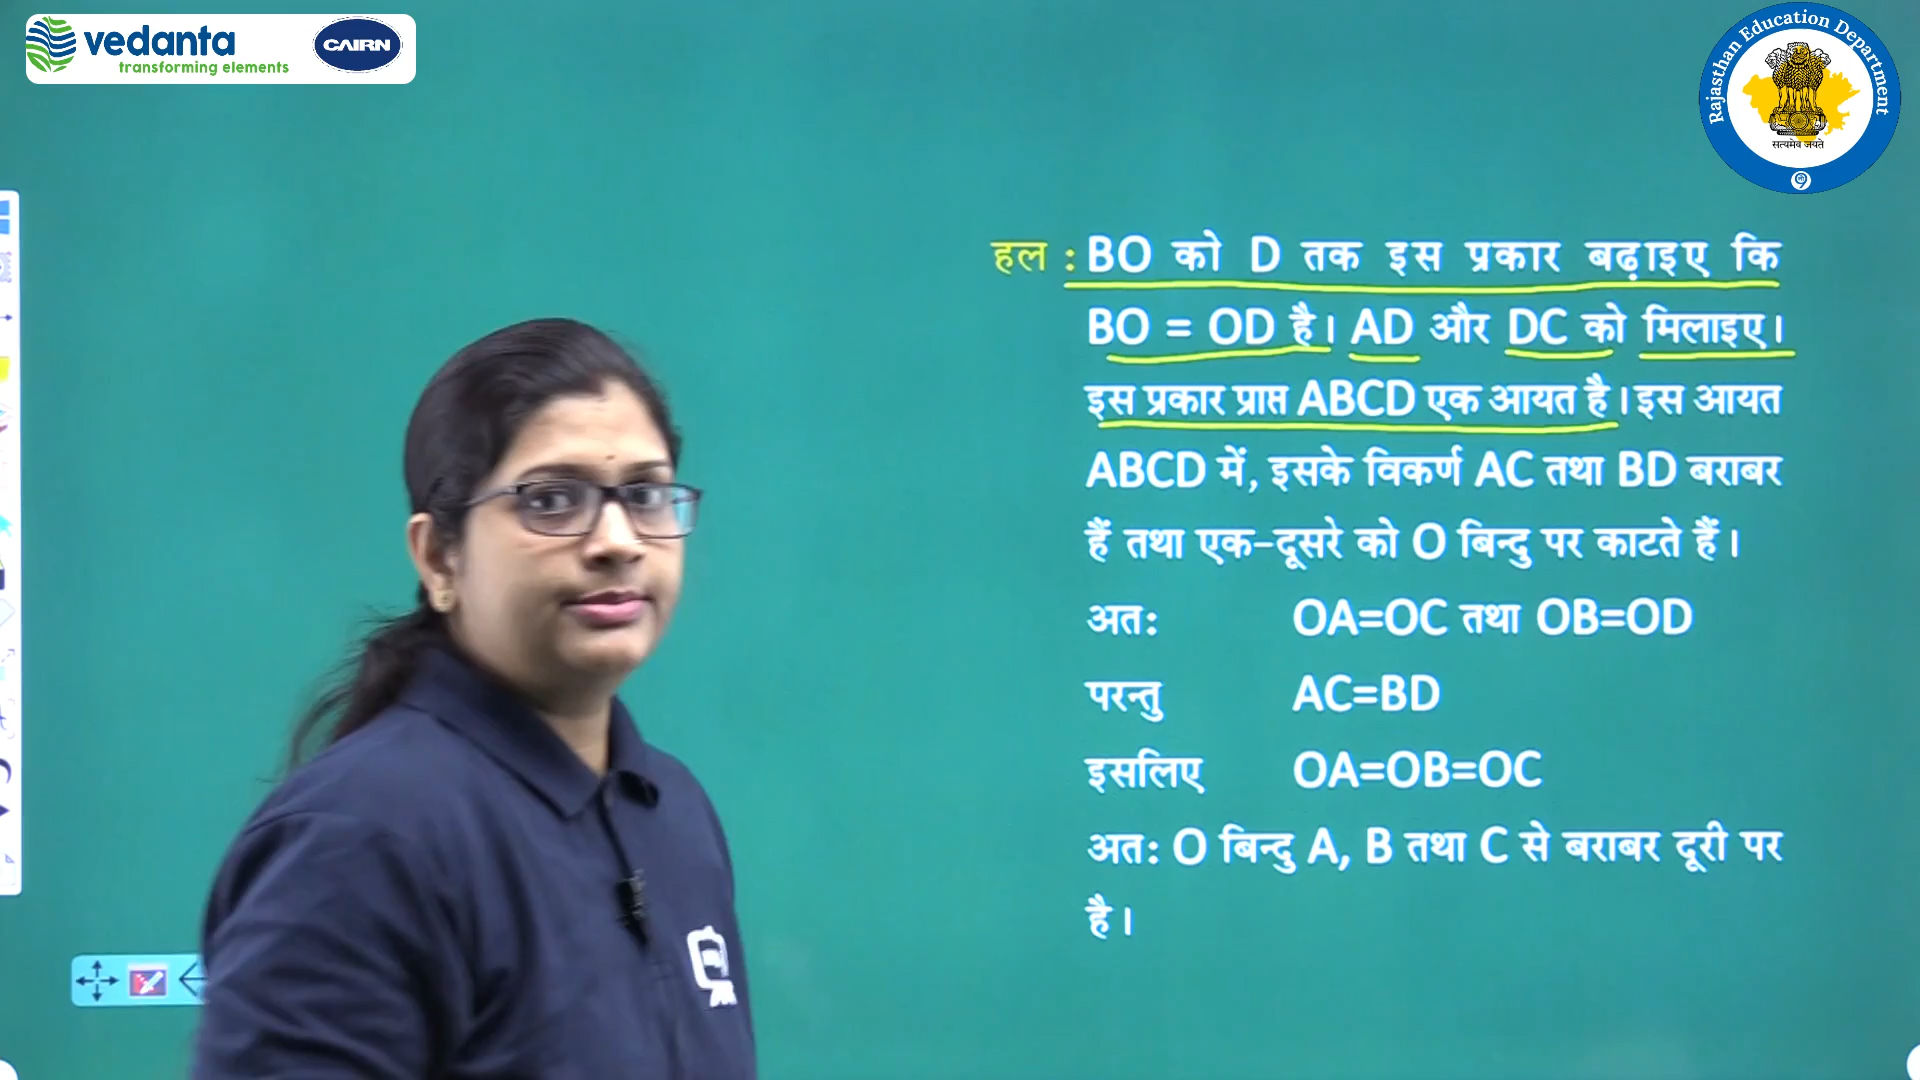 vedanta
transforming elements
CAIRN
Rajasthan Education Department
सत्यमेव जयते
हल : BO को D तक इस प्रकार बढ़ाइए कि
BO = OD है। AD और DC को मिलाइए।
इस प्रकार प्राप्त ABCD एक आयत है। इस आयत
ABCD में, इसके विकर्ण AC तथा BD बराबर
हैं तथा एक-दूसरे को O बिन्दु पर काटते हैं।
अत: OA=OC तथा OB=OD
परन्तु AC=BD
इसलिए OA=OB=OC
अत: O बिन्दु A, B तथा C से बराबर दूरी पर
है।